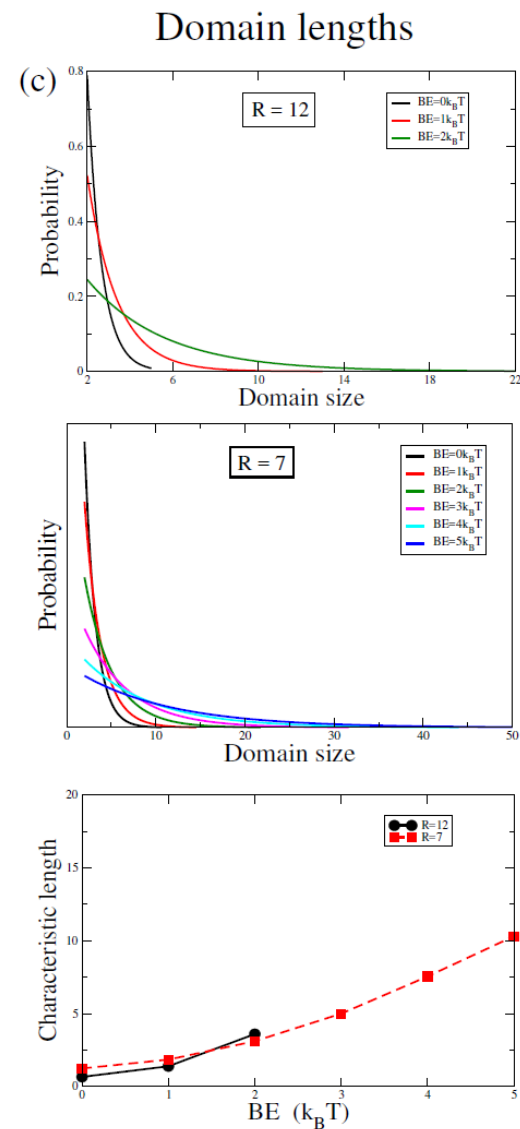 Domain lengths
(c)
R = 12
BE=0k_BT
BE=1k_BT
BE=2k_BT
Probability
0.8
0.6
0.4
0.2
0
2 6 10 14 18 22
Domain size
R = 7
BE=0k_BT
BE=1k_BT
BE=2k_BT
BE=3k_BT
BE=4k_BT
BE=5k_BT
Probability
0 10 20 30 40 50
Domain size
R=12
R=7
Characteristic length
20
15
10
5
0
0 1 2 3 4 5
BE (k_BT)